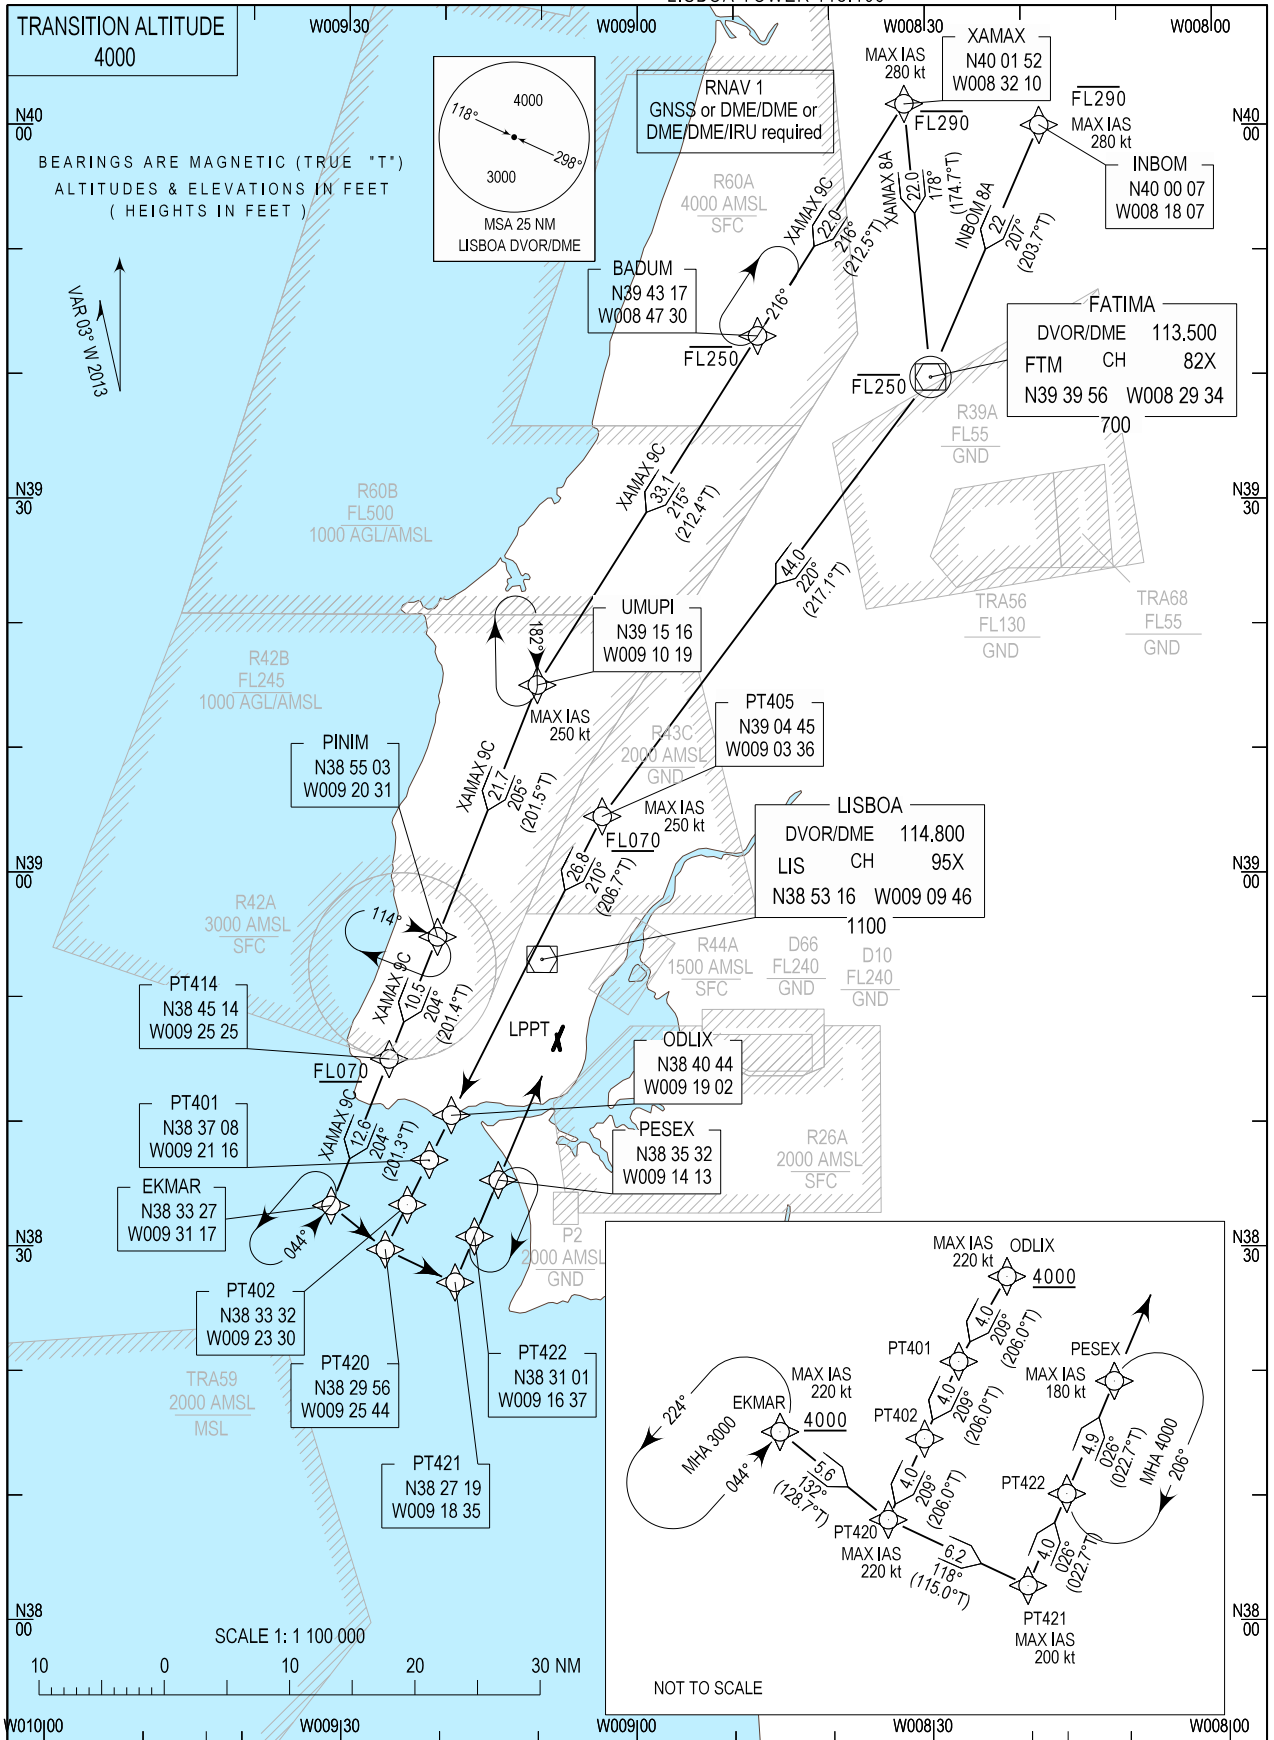 LISBOA TOWER 118.100
TRANSITION ALTITUDE
4000
W009|30
W009|00
W008|30
W008|00
N40
00
BEARINGS ARE MAGNETIC (TRUE "T")
ALTITUDES & ELEVATIONS IN FEET
( HEIGHTS IN FEET )
VAR 03° W 2013
118°
4000
298°
3000
MSA 25 NM
LISBOA DVOR/DME
RNAV 1
GNSS or DME/DME or
DME/DME/IRU required
MAX IAS
280 kt
XAMAX
N40 01 52
W008 32 10
FL290
FL290
MAX IAS
280 kt
INBOM
N40 00 07
W008 18 07
N40
00
R60A
4000 AMSL
SFC
XAMAX 9C
22.0
216°
(212.5°T)
XAMAX 8A
22.0
178°
(174.7°T)
INBOM 8A
22
207°
(203.7°T)
BADUM
N39 43 17
W008 47 30
216°
FL250
FL250
FATIMA
DVOR/DME 113.500
FTM CH 82X
N39 39 56 W008 29 34
700
R39A
FL55
GND
N39
30
R60B
FL500
1000 AGL/AMSL
XAMAX 9C
33.1
215°
(212.4°T)
N39
30
44.0
220°
(217.1°T)
TRA56
FL130
GND
TRA68
FL55
GND
UMUPI
N39 15 16
W009 10 19
182°
MAX IAS
250 kt
R42B
FL245
1000 AGL/AMSL
R43C
2000 AMSL
GND
PT405
N39 04 45
W009 03 36
PINIM
N38 55 03
W009 20 31
XAMAX 9C
21.7
205°
(201.5°T)
MAX IAS
250 kt
FL070
26.8
210°
(206.7°T)
LISBOA
DVOR/DME 114.800
LIS CH 95X
N38 53 16 W009 09 46
1100
N39
00
N39
00
R42A
3000 AMSL
SFC
114°
R44A
1500 AMSL
SFC
D66
FL240
GND
D10
FL240
GND
PT414
N38 45 14
W009 25 25
XAMAX 9C
10.5
204°
(201.4°T)
LPPT
FL070
ODLIX
N38 40 44
W009 19 02
PT401
N38 37 08
W009 21 16
XAMAX 9C
12.6
204°
(201.3°T)
PESEX
N38 35 32
W009 14 13
R26A
2000 AMSL
SFC
EKMAR
N38 33 27
W009 31 17
044°
P2
2000 AMSL
GND
N38
30
N38
30
PT402
N38 33 32
W009 23 30
PT420
N38 29 56
W009 25 44
PT422
N38 31 01
W009 16 37
TRA59
2000 AMSL
MSL
PT421
N38 27 19
W009 18 35
MAX IAS
220 kt
ODLIX
4000
4.0
209°
(206.0°T)
PT401
4.0
209°
(206.0°T)
PT402
4.0
209°
(206.0°T)
MAX IAS
220 kt
EKMAR
4000
224°
MHA 3000
044°
5.6
132°
(128.7°T)
PT420
MAX IAS
220 kt
6.2
118°
(115.0°T)
PT421
MAX IAS
200 kt
4.0
026°
(022.7°T)
PT422
4.9
026°
(022.7°T)
PESEX
MAX IAS
180 kt
MHA 4000
206°
NOT TO SCALE
N38
00
N38
00
SCALE 1: 1 100 000
10 0 10 20 30 NM
W010|00
W009|30
W009|00
W008|30
W008|00